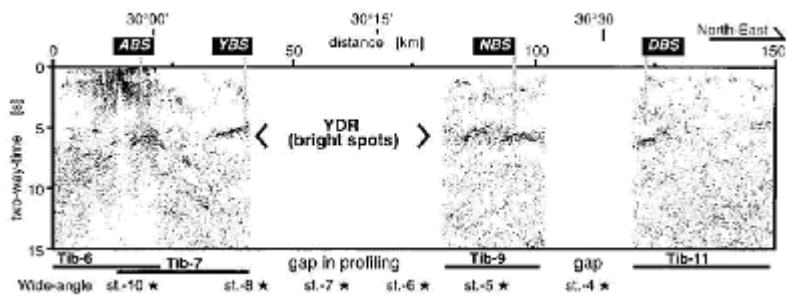 30°00' 30°15' 30°30'
ABS YBS NBS DBS North-East
0 50 distance [km] 100 150
0
5
10
15
two-way-time [s]
YDR
(bright spots)
Tib-6 Tib-7 gap in profiling Tib-9 gap Tib-11
Wide-angle st.-10 ★ st.-8 ★ st.-7 ★ st.-6 ★ st.-5 ★ st.-4 ★